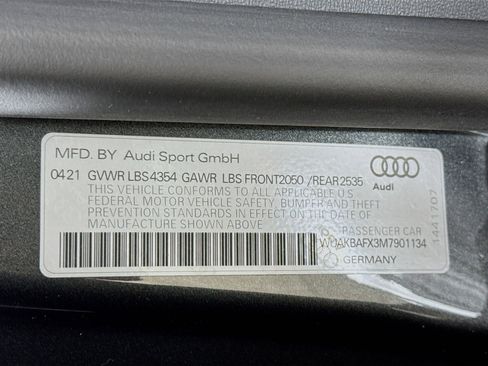 MFD. BY Audi Sport GmbH
0421 GVWR LBS4354 GAWR LBS FRONT2050 /REAR2535
THIS VEHICLE CONFORMS TO ALL APPLICABLE U.S.
FEDERAL MOTOR VEHICLE SAFETY, BUMPER AND THEFT
PREVENTION STANDARDS IN EFFECT ON THE DATE OF
MANUFACTURE SHOWN ABOVE
Audi
PASSENGER CAR
WUAKBAFX3M7901134
GERMANY
1441707